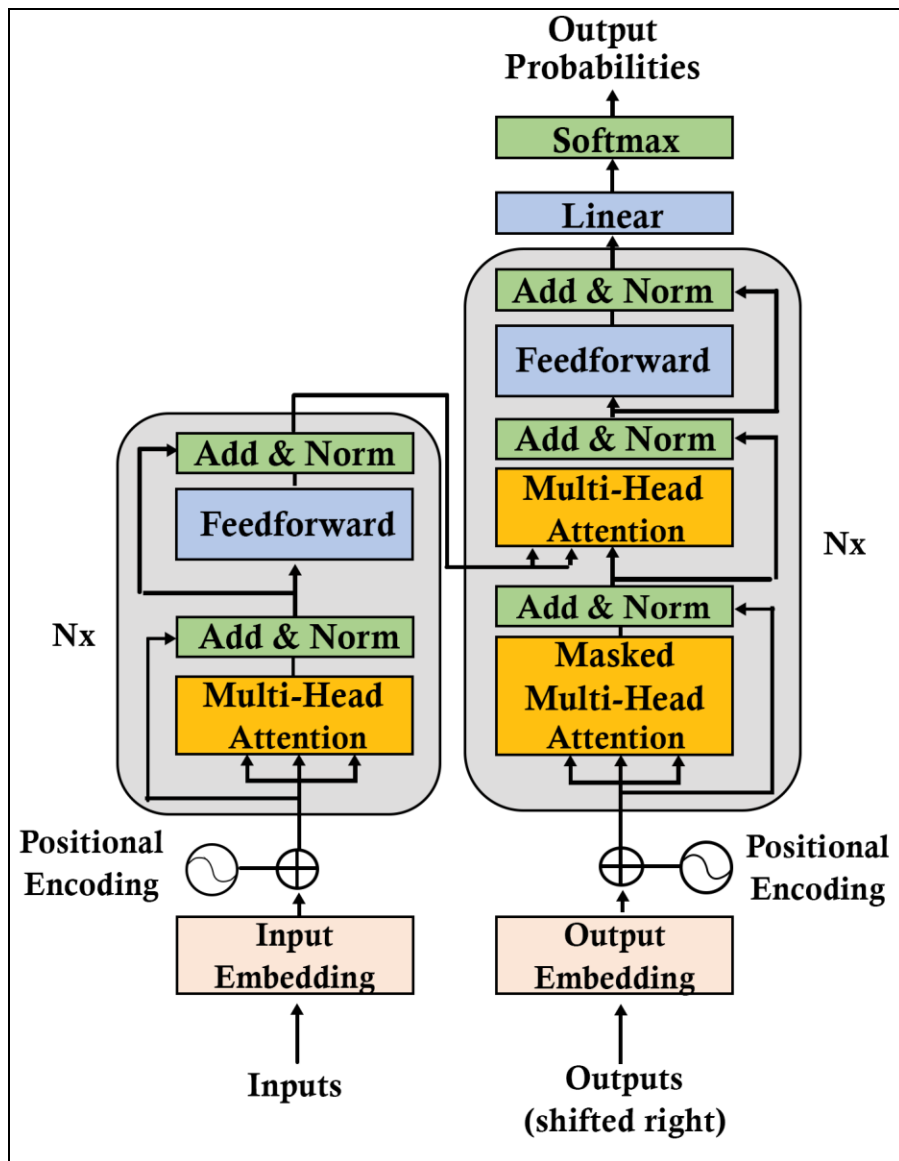 Output
Probabilities
Softmax
Linear
Add & Norm
Feedforward
Add & Norm
Multi-Head
Attention
Add & Norm
Masked
Multi-Head
Attention
Nx
Add & Norm
Feedforward
Add & Norm
Multi-Head
Attention
Nx
Positional
Encoding
Positional
Encoding
Input
Embedding
Output
Embedding
Inputs
Outputs
(shifted right)